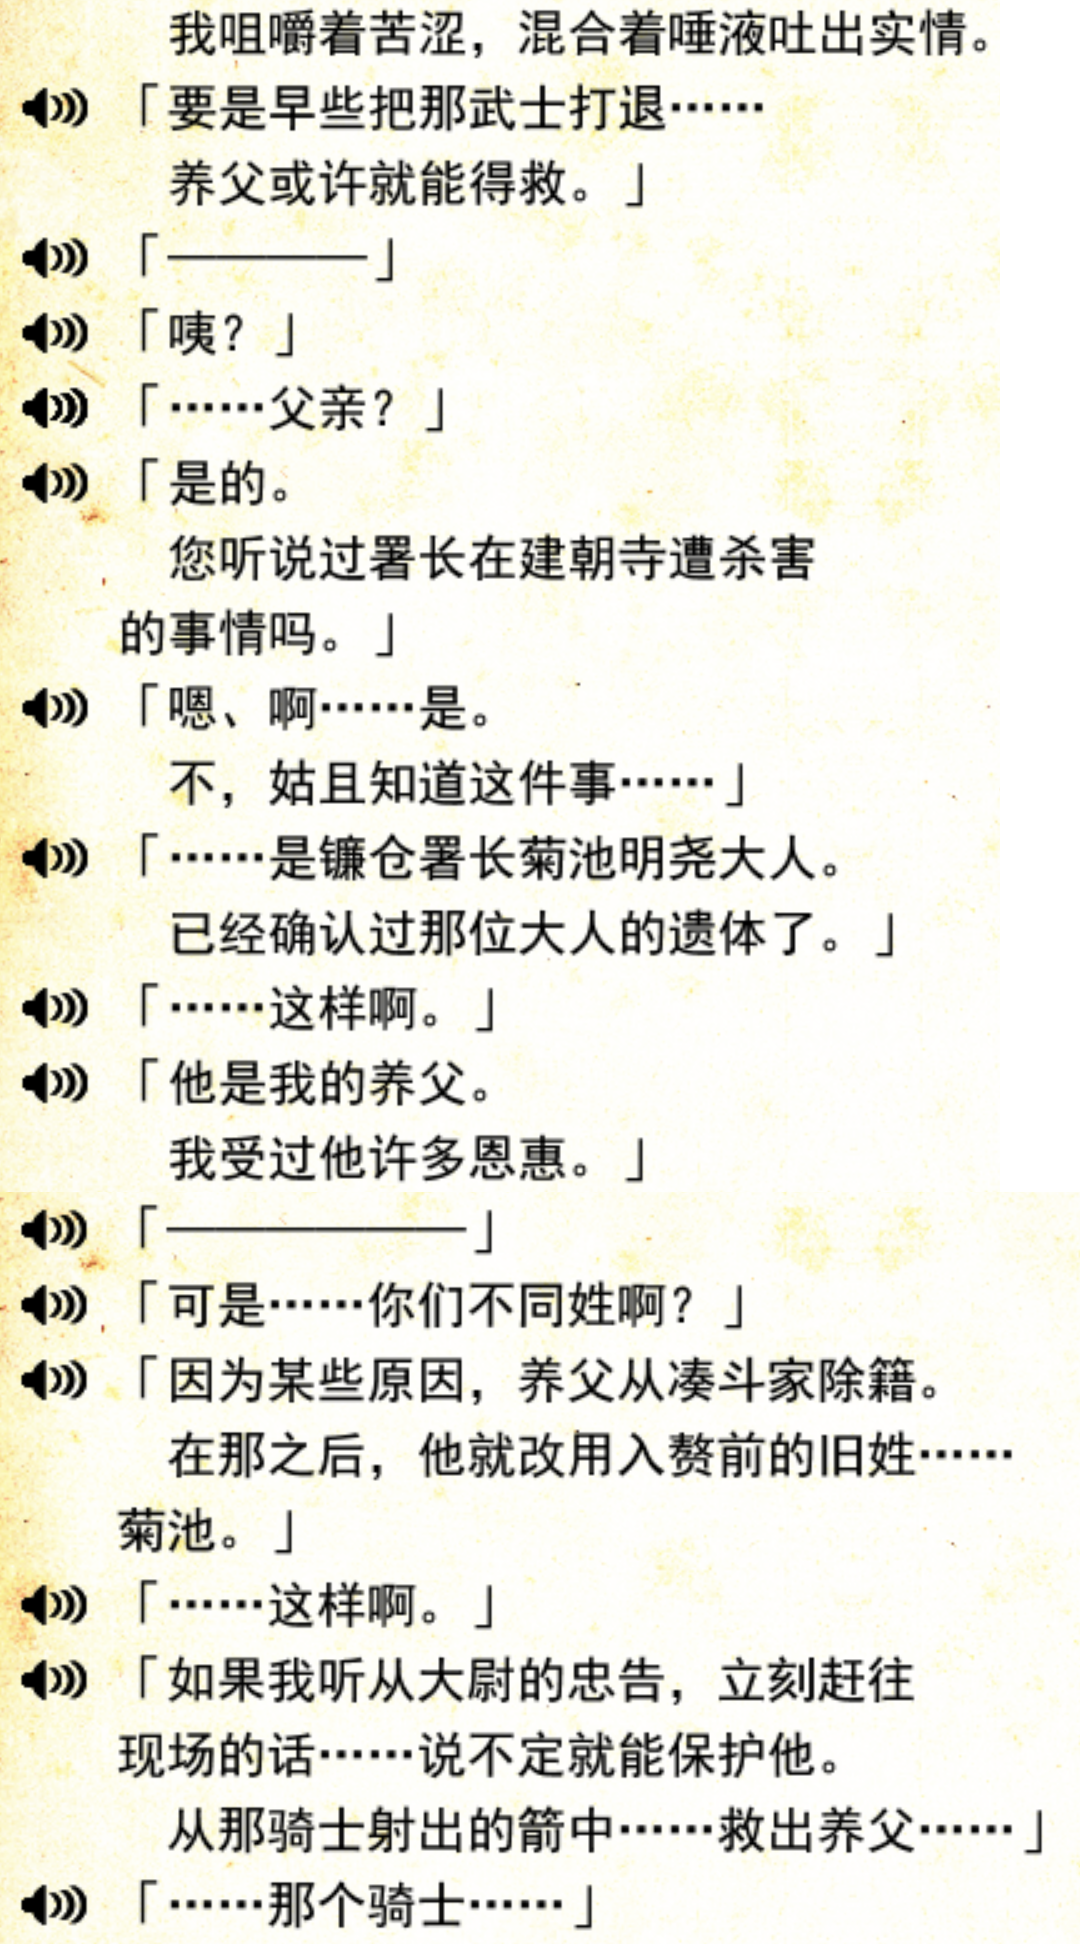 我咀嚼着苦涩，混合着唾液吐出实情。
「要是早些把那武士打退……
养父或许就能得救。」
「————」
「咦？」
「……父亲？」
「是的。
您听说过署长在建朝寺遭杀害
的事情吗。」
「嗯、啊……是。
不，姑且知道这件事……」
「……是镰仓署长菊池明尧大人。
已经确认过那位大人的遗体了。」
「……这样啊。」
「他是我的养父。
我受过他许多恩惠。」
「——————」
「可是……你们不同姓啊？」
「因为某些原因，养父从凑斗家除籍。
在那之后，他就改用入赘前的旧姓……
菊池。」
「……这样啊。」
「如果我听从大尉的忠告，立刻赶往
现场的话……说不定就能保护他。
从那骑士射出的箭中……救出养父……」
「……那个骑士……」